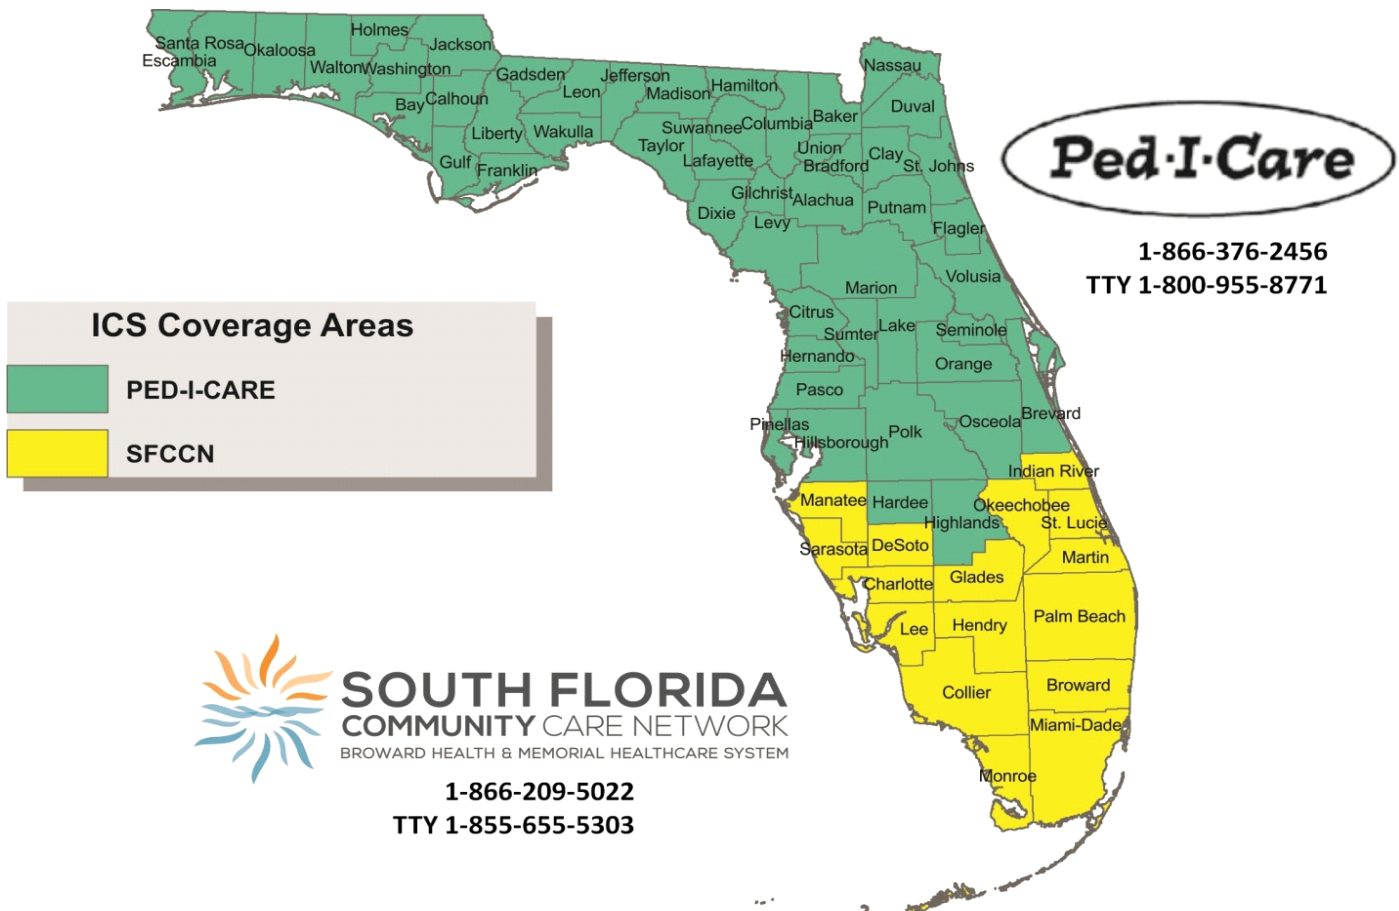 Holmes
Jackson
Santa Rosa
Okaloosa
Escambia
Walton
Washington
Bay
Calhoun
Gadsden
Jefferson
Leon
Madison
Hamilton
Liberty
Wakulla
Gulf
Franklin
Taylor
Suwannee
Columbia
Lafayette
Baker
Nassau
Duval
Union
Bradford
Clay
St. Johns
Gilchrist
Alachua
Dixie
Levy
Putnam
Flagler
Marion
Volusia
Citrus
Sumter
Lake
Seminole
Hernando
Orange
Pasco
Pinellas
Hillsborough
Polk
Osceola
Brevard
Indian River
Manatee
Hardee
Highlands
Okeechobee
St. Lucie
Sarasota
DeSoto
Martin
Charlotte
Glades
Lee
Hendry
Palm Beach
Collier
Broward
Miami-Dade
Monroe
Ped·I·Care
1-866-376-2456
TTY 1-800-955-8771
ICS Coverage Areas
PED-I-CARE
SFCCN
SOUTH FLORIDA
COMMUNITY CARE NETWORK
BROWARD HEALTH & MEMORIAL HEALTHCARE SYSTEM
1-866-209-5022
TTY 1-855-655-5303